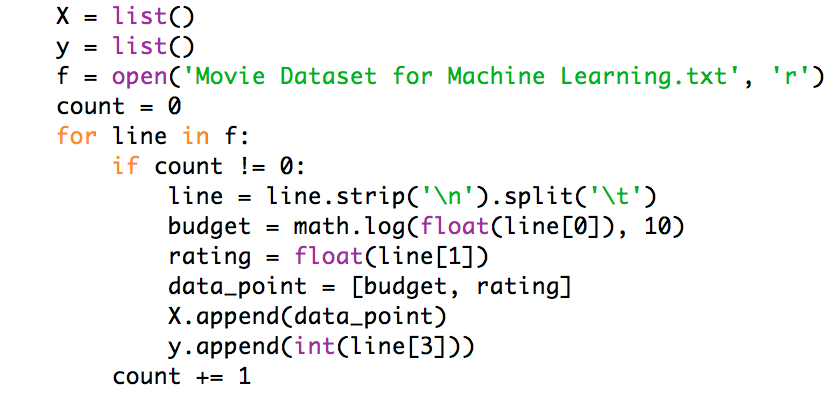 X = list()
y = list()
f = open('Movie Dataset for Machine Learning.txt', 'r')
count = 0
for line in f:
    if count != 0:
        line = line.strip('\n').split('\t')
        budget = math.log(float(line[0]), 10)
        rating = float(line[1])
        data_point = [budget, rating]
        X.append(data_point)
        y.append(int(line[3]))
    count += 1